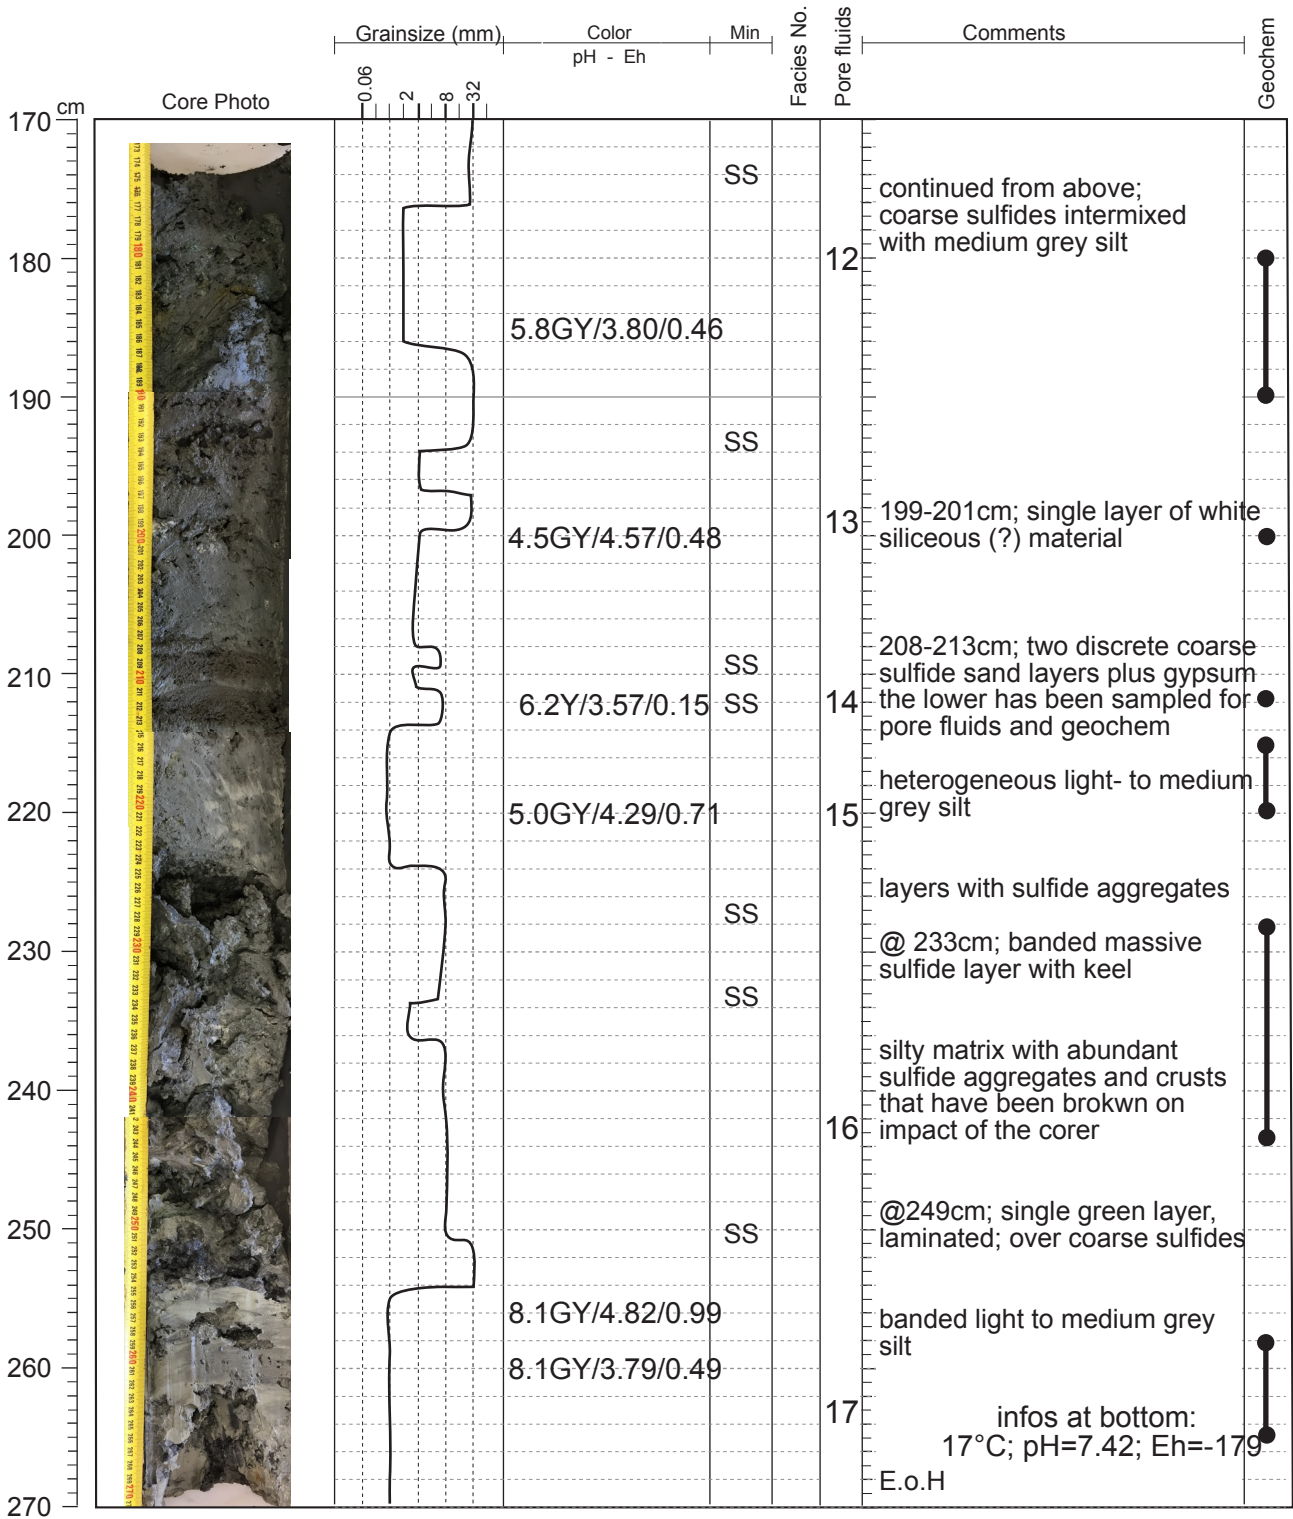 Grainsize (mm) Color Min Comments
pH - Eh
Facies No.
Pore fluids
Geochem
0.06 2 8 32
cm Core Photo
170
SS
continued from above;
coarse sulfides intermixed
with medium grey silt
180 12
5.8GY/3.80/0.46
190
SS
199-201cm; single layer of white
13
200 4.5GY/4.57/0.48 siliceous (?) material
208-213cm; two discrete coarse
SS
210 sulfide sand layers plus gypsum
6.2Y/3.57/0.15 SS 14 the lower has been sampled for
pore fluids and geochem
heterogeneous light- to medium
220 5.0GY/4.29/0.71 15 grey silt
layers with sulfide aggregates
SS
230 @ 233cm; banded massive
sulfide layer with keel
SS
silty matrix with abundant
sulfide aggregates and crusts
240 that have been brokwn on
16 impact of the corer
@249cm; single green layer,
250 SS laminated; over coarse sulfides
8.1GY/4.82/0.99 banded light to medium grey
silt
260 8.1GY/3.79/0.49
17 infos at bottom:
17°C; pH=7.42; Eh=-179
E.o.H
270